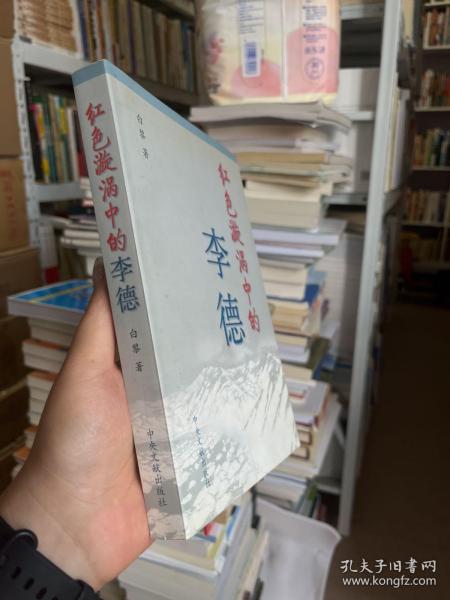 红色漩涡中的李德
白黎 著
中央文献出版社
白黎 著
红色漩涡中的
李德
中央文献出版社
孔夫子旧书网
www.kongfz.com